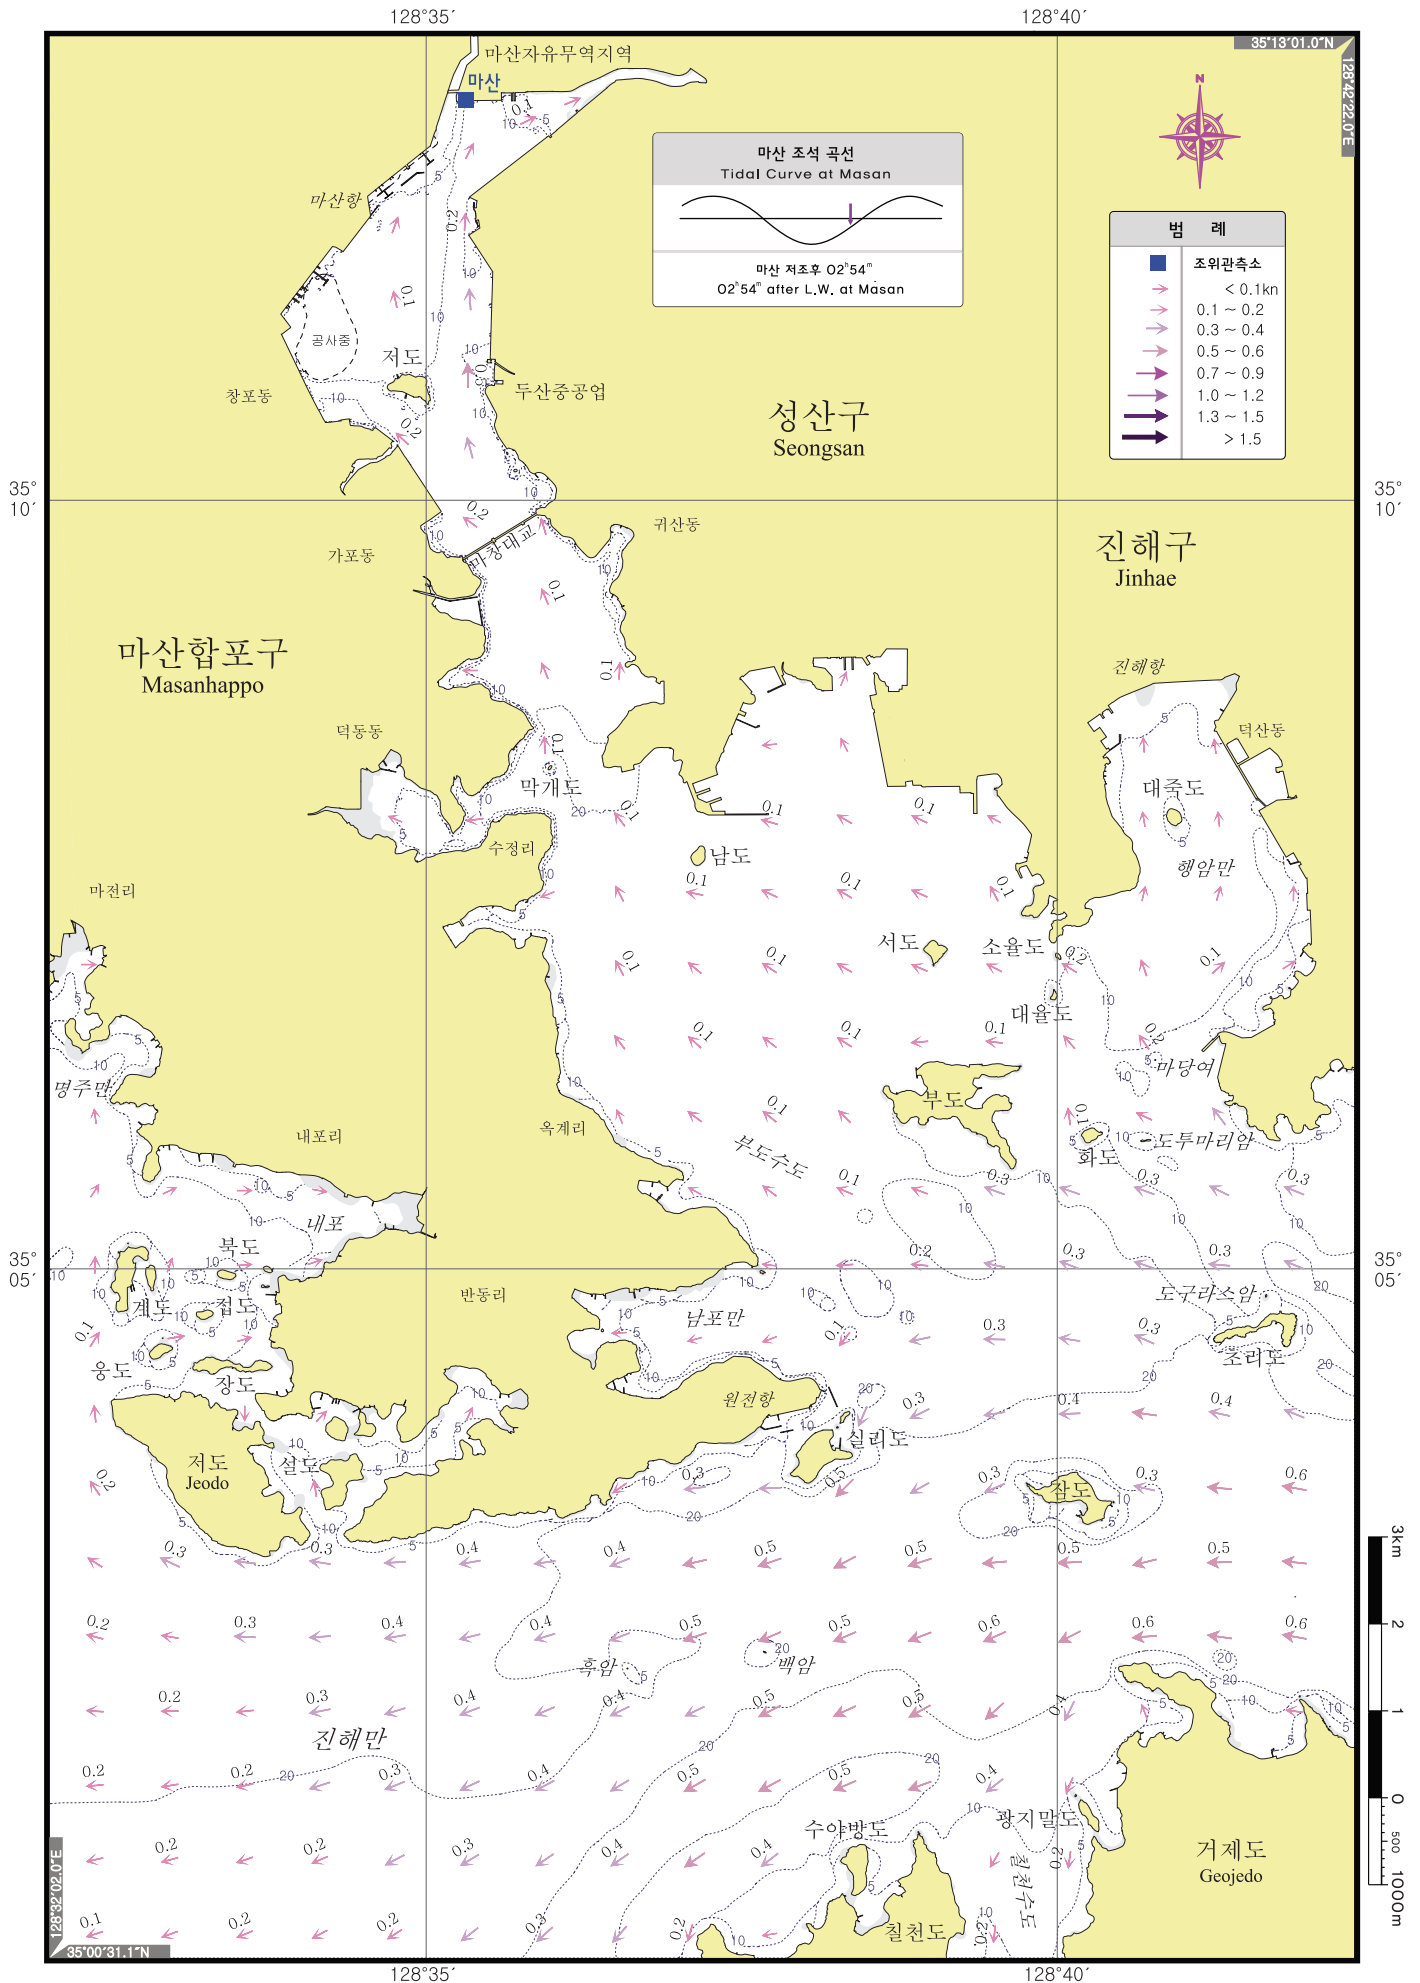 128°35′
128°40′
35°13′01.0″N
128°42′22.0″E
마산자유무역지역
마산
N
마산 조석 곡선
Tidal Curve at Masan
마산 저조후 02ʰ54ᵐ
02ʰ54ᵐ after L.W. at Masan
범 례
조위관측소
< 0.1kn
0.1 ~ 0.2
0.3 ~ 0.4
0.5 ~ 0.6
0.7 ~ 0.9
1.0 ~ 1.2
1.3 ~ 1.5
> 1.5
마산항
공사중
저도
창포동
두산중공업
성산구
Seongsan
35°
10′
35°
10′
귀산동
가포동
마창대교
진해구
Jinhae
마산합포구
Masanhappo
진해항
덕동동
덕산동
막개도
대죽도
수정리
남도
행암만
마전리
서도
소율도
대율도
마당여
명주만
부도
내포리
옥계리
부도수도
화도
도투마리암
내포
북도
35°
05′
35°
05′
계도
접도
반동리
남포만
도구라스암
초리도
웅도
장도
원전항
실리도
저도
Jeodo
설도
잠도
흑암
백암
진해만
수야방도
광지말도
칠천수도
거제도
Geojedo
칠천도
3km
2
1
0
500
1000m
128°32′02.0″E
35°00′31.1″N
128°35′
128°40′